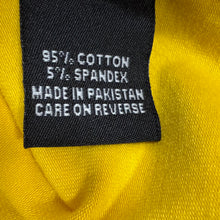 95% COTTON
5% SPANDEX
MADE IN PAKISTAN
CARE ON REVERSE